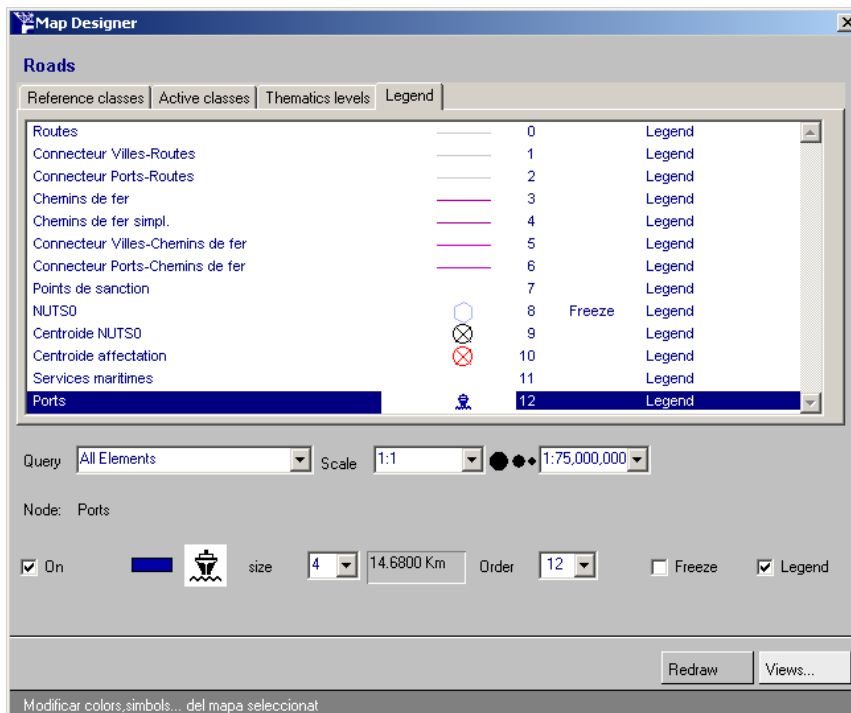 Map Designer
Roads
Reference classes Active classes Thematics levels Legend
Routes 0 Legend
Connecteur Villes-Routes 1 Legend
Connecteur Ports-Routes 2 Legend
Chemins de fer 3 Legend
Chemins de fer simpl. 4 Legend
Connecteur Villes-Chemins de fer 5 Legend
Connecteur Ports-Chemins de fer 6 Legend
Points de sanction 7 Legend
NUTS0 8 Freeze Legend
Centroide NUTS0 9 Legend
Centroide affectation 10 Legend
Services maritimes 11 Legend
Ports 12 Legend
Query All Elements Scale 1:1 1:75,000,000
Node: Ports
On size 4 14.6800 Km Order 12 Freeze Legend
Redraw Views...
Modificar colors,simbols... del mapa seleccionat